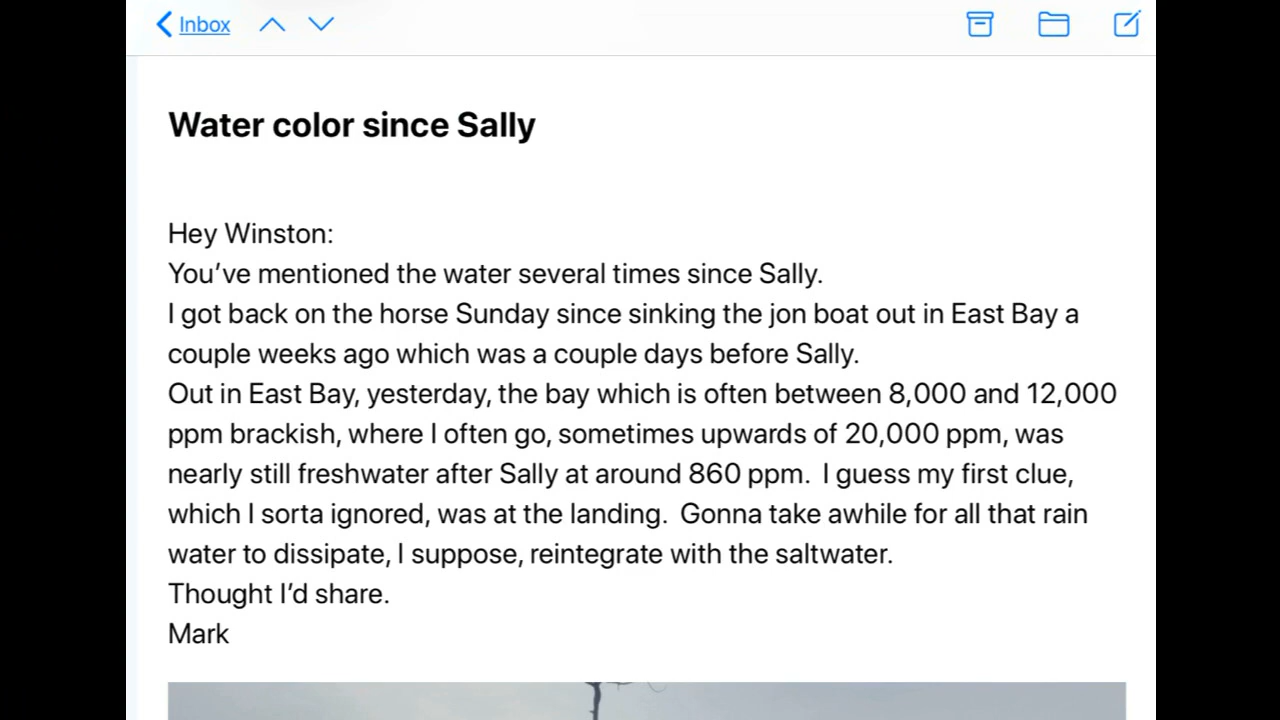 Inbox
Water color since Sally
Hey Winston:
You’ve mentioned the water several times since Sally.
I got back on the horse Sunday since sinking the jon boat out in East Bay a
couple weeks ago which was a couple days before Sally.
Out in East Bay, yesterday, the bay which is often between 8,000 and 12,000
ppm brackish, where I often go, sometimes upwards of 20,000 ppm, was
nearly still freshwater after Sally at around 860 ppm.  I guess my first clue,
which I sorta ignored, was at the landing.  Gonna take awhile for all that rain
water to dissipate, I suppose, reintegrate with the saltwater.
Thought I’d share.
Mark